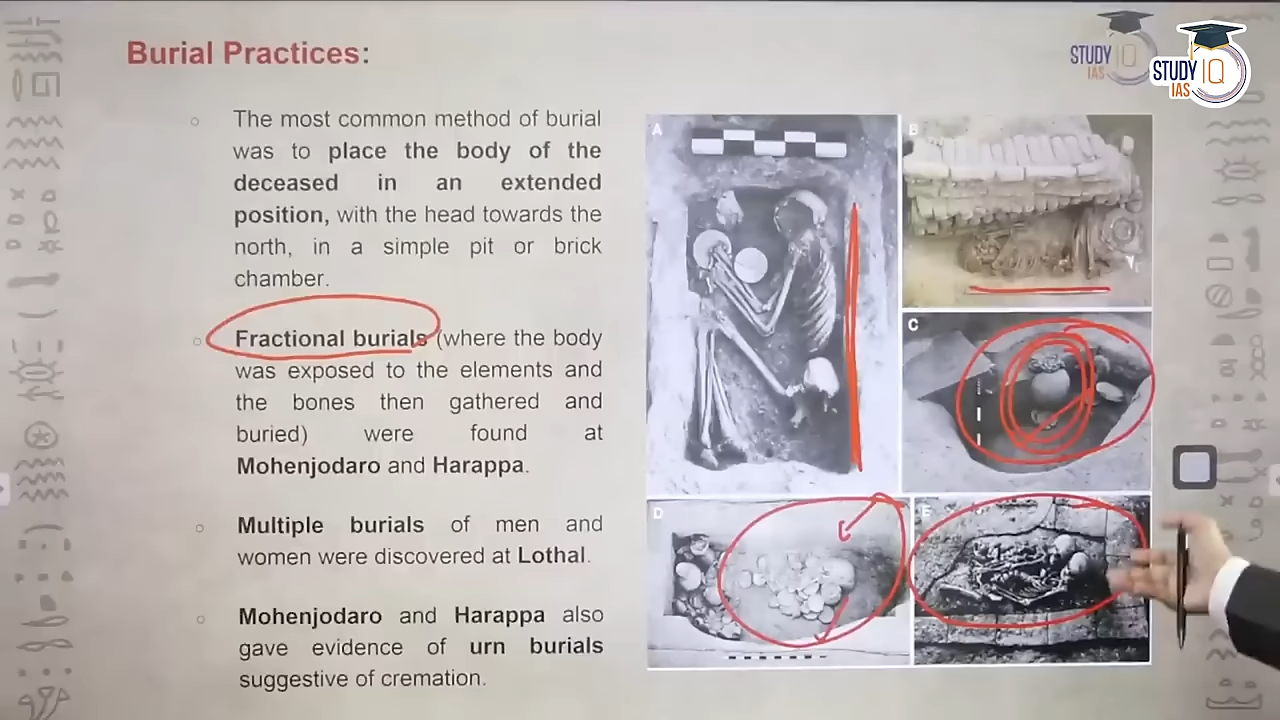 Burial Practices:
STUDY IQ
IAS
STUDY IQ
IAS
The most common method of burial
was to place the body of the
deceased in an extended
position, with the head towards the
north, in a simple pit or brick
chamber.
Fractional burials (where the body
was exposed to the elements and
the bones then gathered and
buried) were found at
Mohenjodaro and Harappa.
Multiple burials of men and
women were discovered at Lothal.
Mohenjodaro and Harappa also
gave evidence of urn burials
suggestive of cremation.
A
B
C
D
E